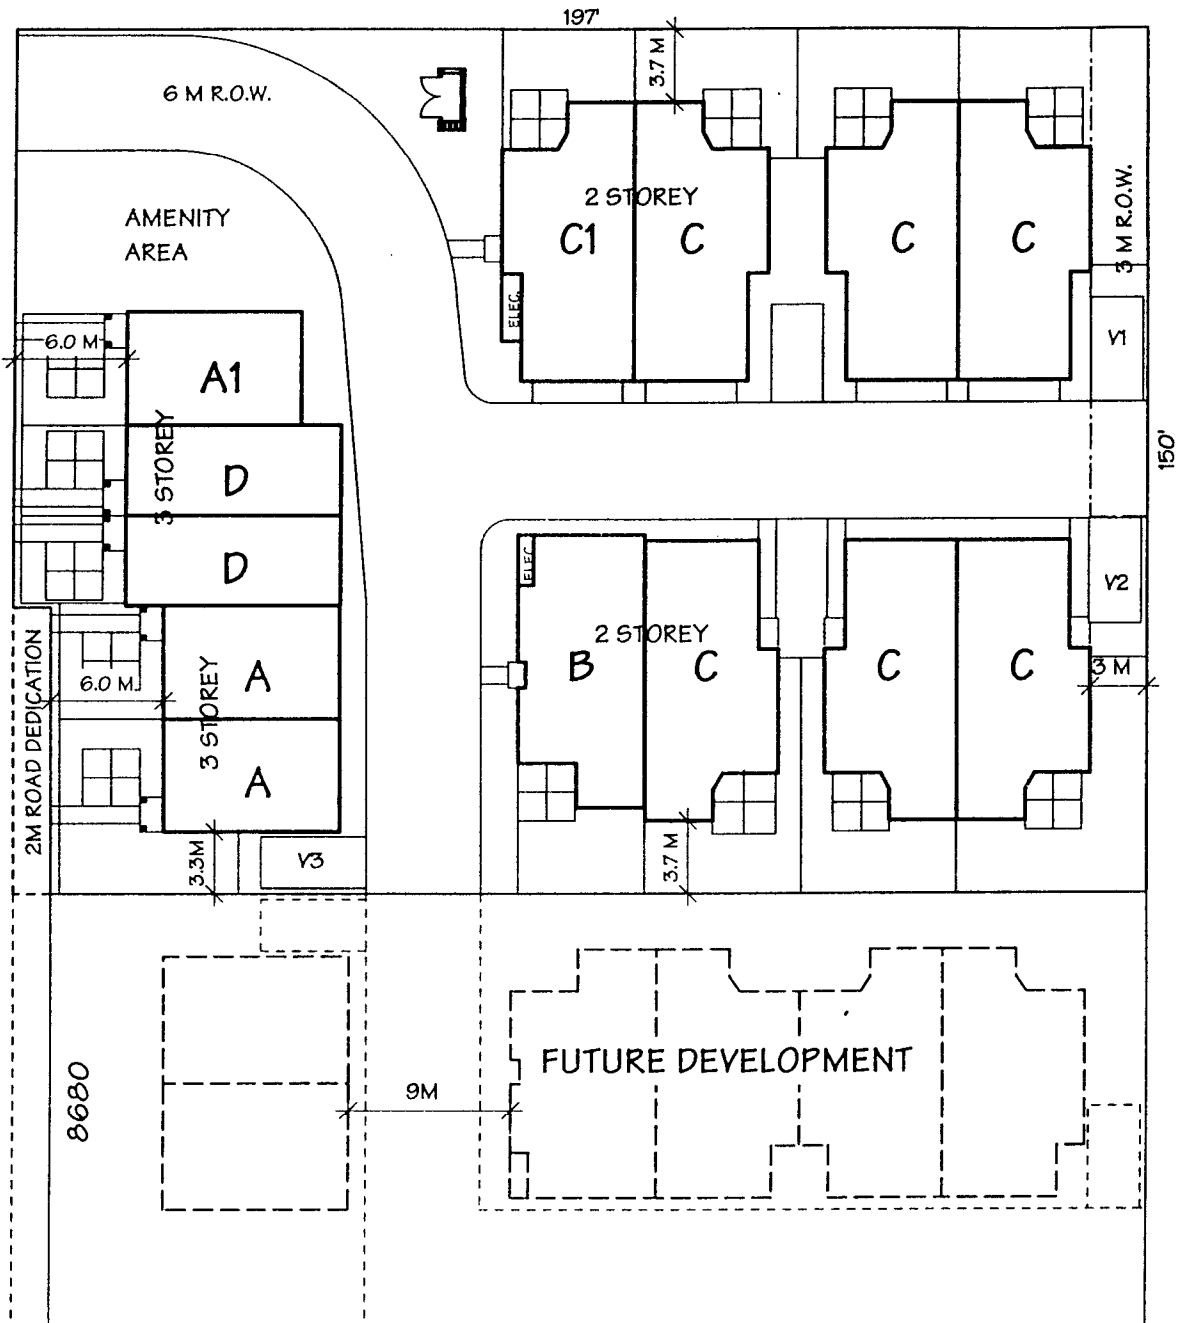 197'
6 M R.O.W.
3.7 M
AMENITY
AREA
2 STOREY
C1
C
C
C
3 M R.O.W.
ELEC.
V1
6.0 M
A1
3 STOREY
D
D
150'
ELEC
V2
2 STOREY
B
C
C
C
3 M
2M ROAD DEDICATION
6.0 M.
3 STOREY
A
A
3.3M
V3
3.7 M
FUTURE DEVELOPMENT
8680
9M